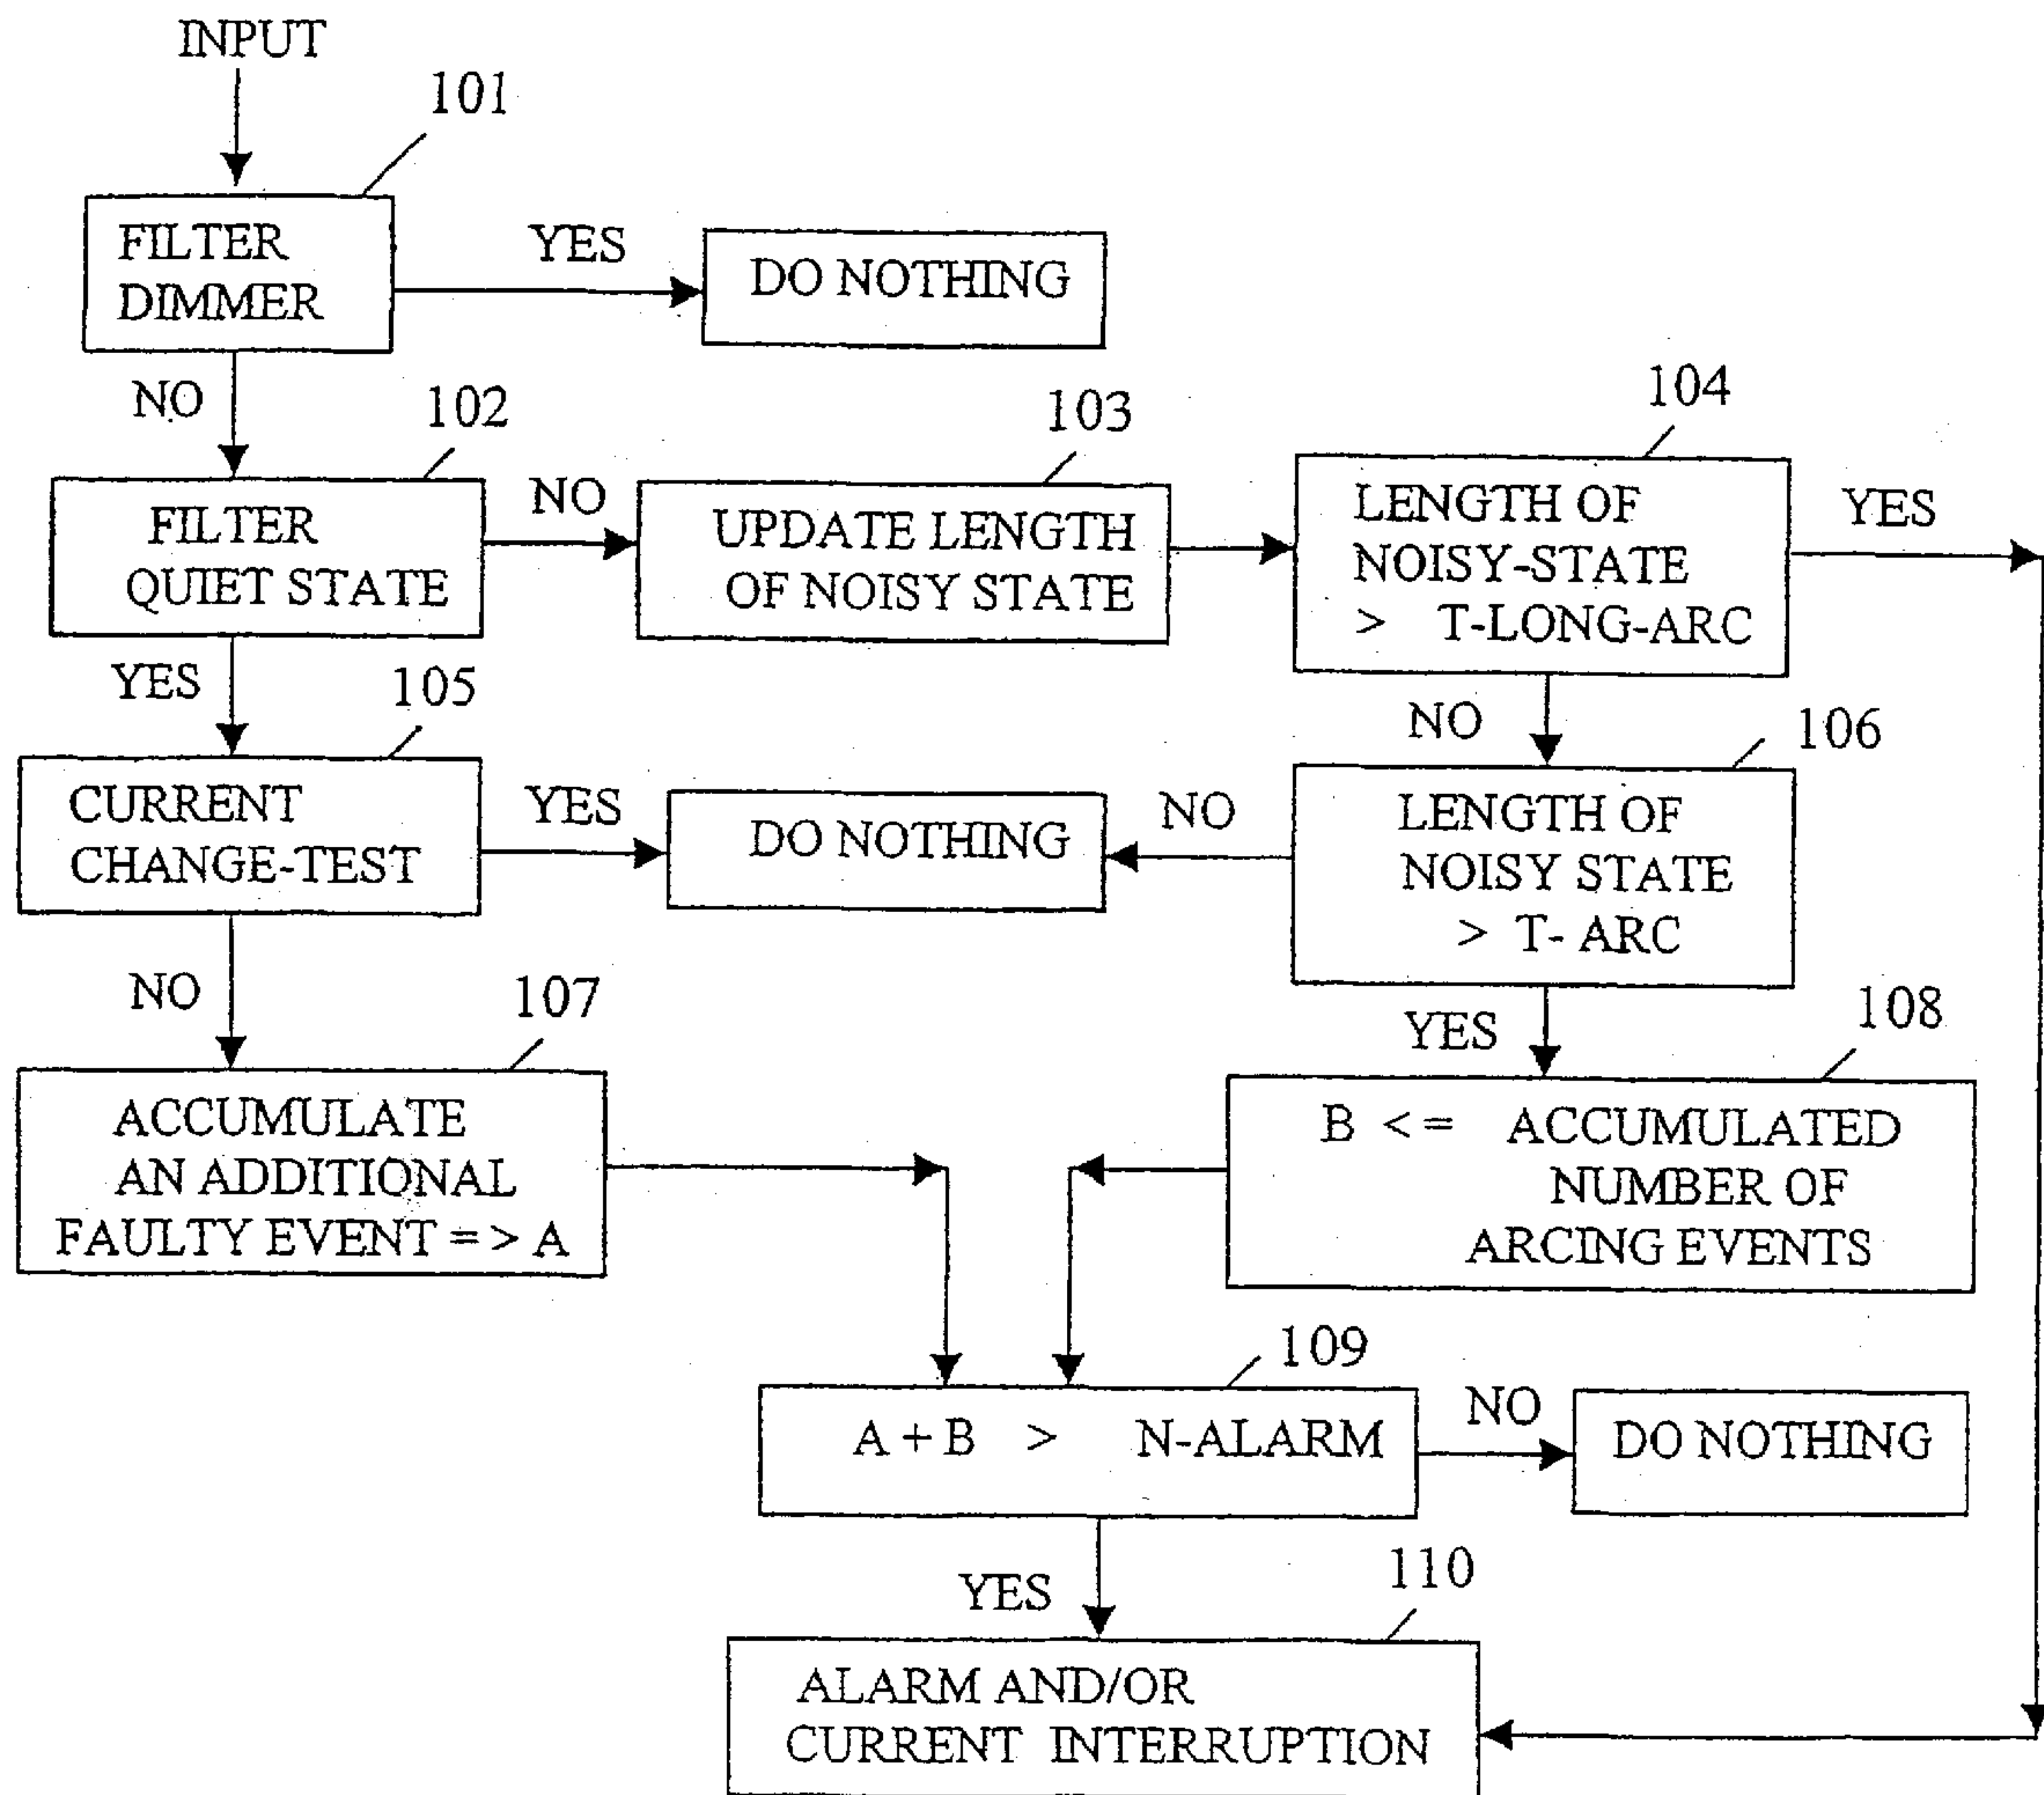 INPUT
101
FILTER
DIMMER
YES
DO NOTHING
NO
102
FILTER
QUIET STATE
NO
103
UPDATE LENGTH
OF NOISY STATE
104
LENGTH OF
NOISY-STATE
> T-LONG-ARC
YES
YES
105
CURRENT
CHANGE-TEST
YES
DO NOTHING
NO
NO
106
LENGTH OF
NOISY STATE
> T- ARC
NO
107
ACCUMULATE
AN ADDITIONAL
FAULTY EVENT = > A
YES
108
B < = ACCUMULATED
NUMBER OF
ARCING EVENTS
109
A + B > N-ALARM
NO
DO NOTHING
YES
110
ALARM AND/OR
CURRENT INTERRUPTION